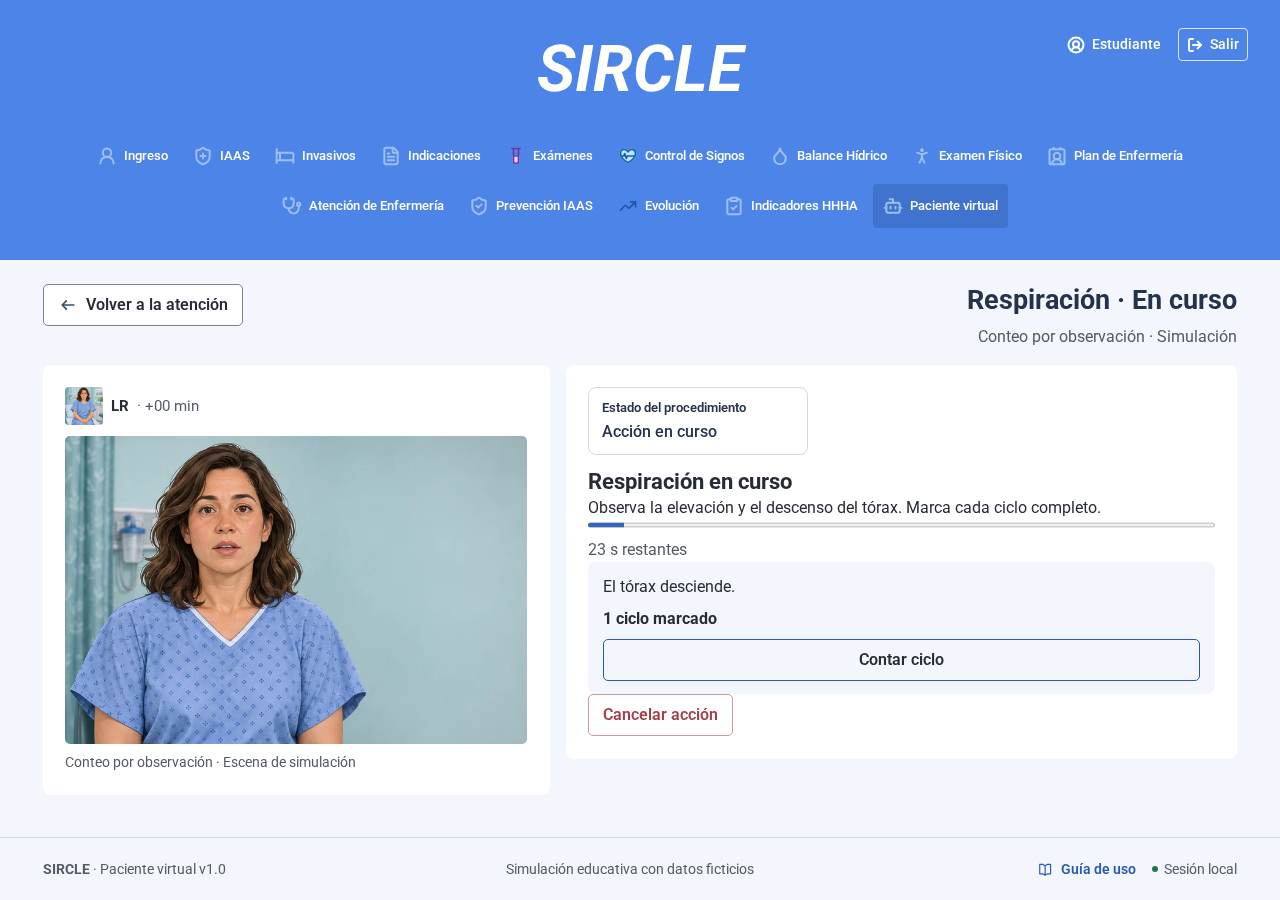 SIRCLE
Estudiante
Salir
Ingreso
IAAS
Invasivos
Indicaciones
Exámenes
Control de Signos
Balance Hídrico
Examen Físico
Plan de Enfermería
Atención de Enfermería
Prevención IAAS
Evolución
Indicadores HHHA
Paciente virtual
Volver a la atención
Respiración · En curso
Conteo por observación · Simulación
LR · +00 min
Conteo por observación · Escena de simulación
Estado del procedimiento
Acción en curso
Respiración en curso
Observa la elevación y el descenso del tórax. Marca cada ciclo completo.
23 s restantes
El tórax desciende.
1 ciclo marcado
Contar ciclo
Cancelar acción
SIRCLE · Paciente virtual v1.0
Simulación educativa con datos ficticios
Guía de uso
Sesión local